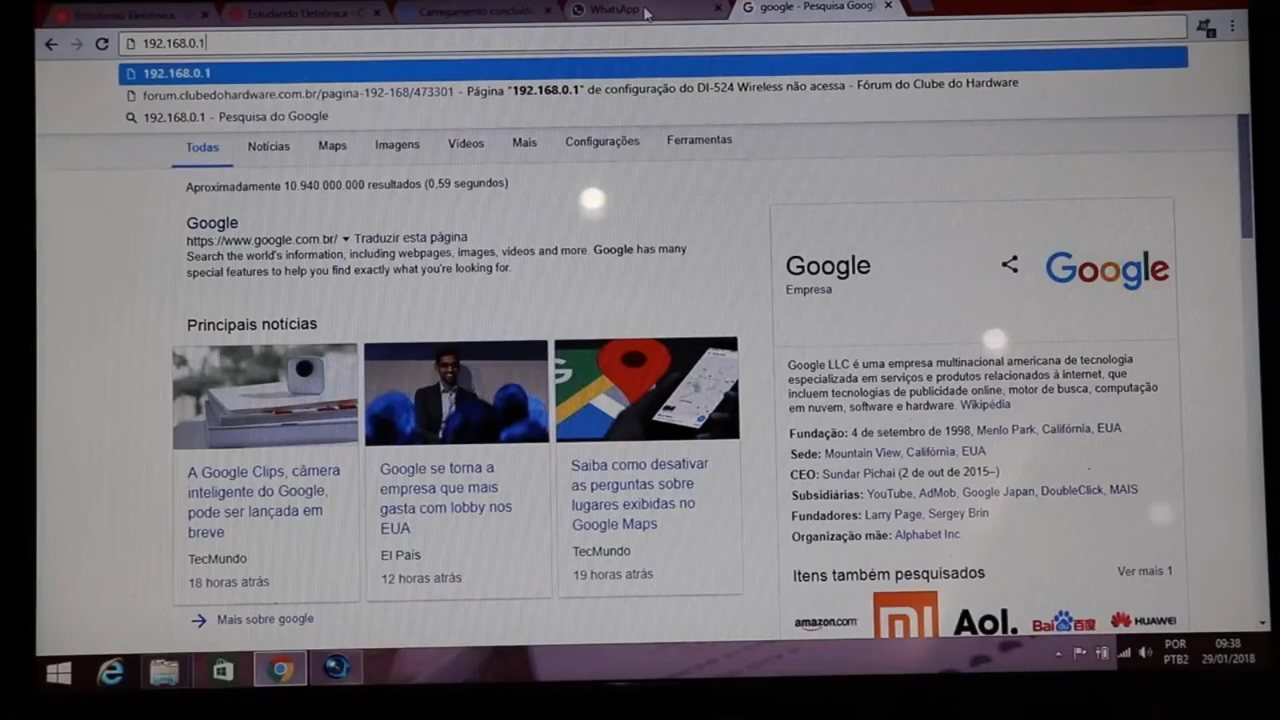 Estudando Eletrônica - C
Carregamento concluído
WhatsApp
google - Pesquisa Googl
192.168.0.1
192.168.0.1
forum.clubedohardware.com.br/pagina-192-168/473301 - Página "192.168.0.1" de configuração do DI-524 Wireless não acessa - Fórum do Clube do Hardware
192.168.0.1 - Pesquisa do Google
Todas Notícias Maps Imagens Vídeos Mais Configurações Ferramentas
Aproximadamente 10.940.000.000 resultados (0,59 segundos)
Google
https://www.google.com.br/ Traduzir esta página
Search the world's information, including webpages, images, videos and more. Google has many
special features to help you find exactly what you're looking for.
Principais notícias
A Google Clips, câmera
inteligente do Google,
pode ser lançada em
breve
TecMundo
18 horas atrás
Google se torna a
empresa que mais
gasta com lobby nos
EUA
El País
12 horas atrás
Saiba como desativar
as perguntas sobre
lugares exibidas no
Google Maps
TecMundo
19 horas atrás
Mais sobre google
Google
Empresa
Google
Google LLC é uma empresa multinacional americana de tecnologia
especializada em serviços e produtos relacionados à internet, que
incluem tecnologias de publicidade online, motor de busca, computação
em nuvem, software e hardware. Wikipédia
Fundação: 4 de setembro de 1998, Menlo Park, Califórnia, EUA
Sede: Mountain View, Califórnia, EUA
CEO: Sundar Pichai (2 de out de 2015–)
Subsidiárias: YouTube, AdMob, Google Japan, DoubleClick, MAIS
Fundadores: Larry Page, Sergey Brin
Organização mãe: Alphabet Inc.
Itens também pesquisados Ver mais 1
amazon.com
Aol.
Bai 百度
HUAWEI
POR
PTB2
09:38
29/01/2018